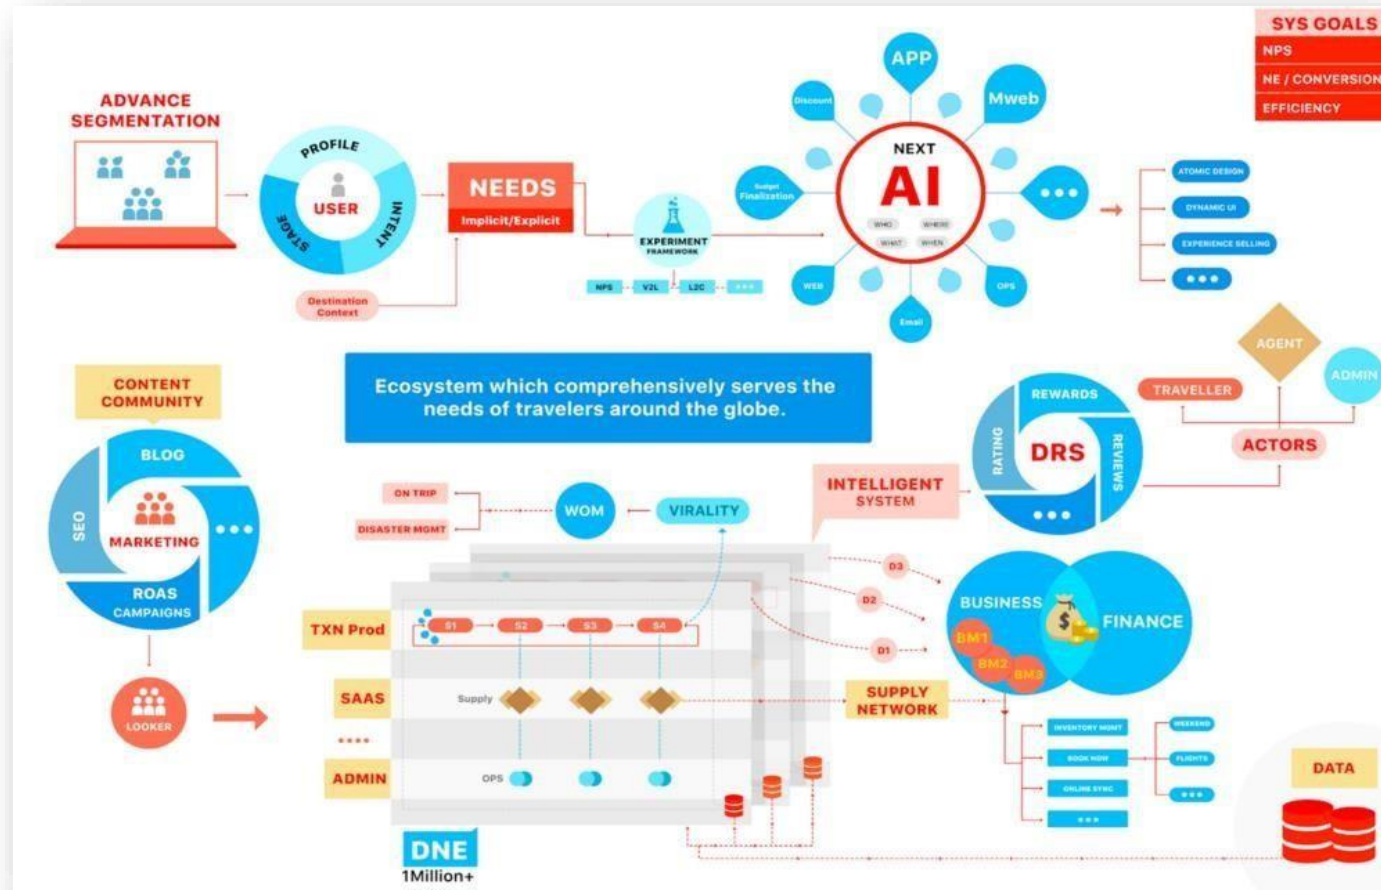 SYS GOALS
NPS
NE / CONVERSION
EFFICIENCY
ADVANCE
SEGMENTATION
PROFILE
USER
INTENT
STAGE
NEEDS
Implicit/Explicit
Destination
Context
EXPERIMENT
FRAMEWORK
NPS
V2L
L2C
APP
Mweb
Discount
Budget
Finalization
WEB
Email
OPS
NEXT
AI
WHO
WHERE
WHAT
WHEN
ATOMIC DESIGN
DYNAMIC UI
EXPERIENCE SELLING
CONTENT
COMMUNITY
BLOG
SEO
MARKETING
ROAS
CAMPAIGNS
LOOKER
Ecosystem which comprehensively serves the
needs of travelers around the globe.
AGENT
ADMIN
TRAVELLER
ACTORS
REWARDS
RATING
DRS
REVIEWS
INTELLIGENT
SYSTEM
ON TRIP
DISASTER MGMT
WOM
VIRALITY
TXN Prod
S1
S2
S3
S4
SAAS
Supply
ADMIN
OPS
DNE
1Million+
D3
D2
D1
BUSINESS
FINANCE
$
BM1
BM2
BM3
SUPPLY
NETWORK
INVENTORY MGMT
BOOK NOW
ONLINE SYNC
WEEKEND
FLIGHTS
DATA